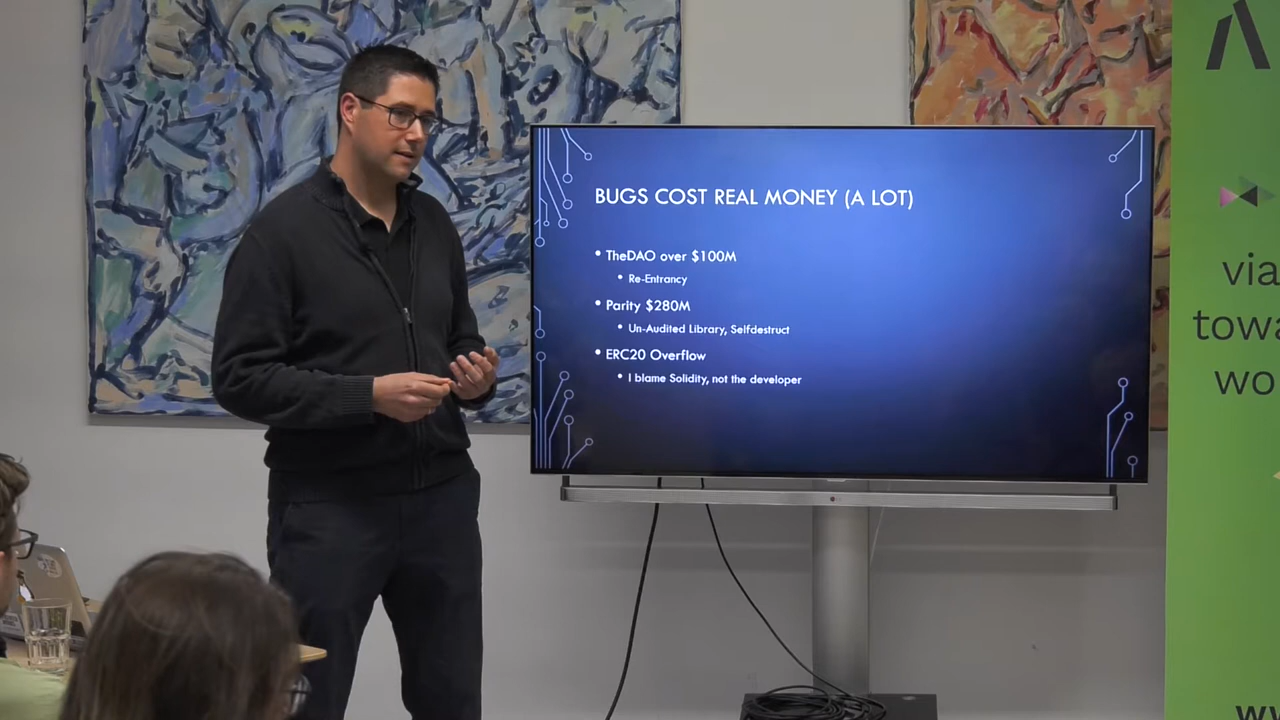 BUGS COST REAL MONEY (A LOT)
• TheDAO over $100M
• Re-Entrancy
• Parity $280M
• Un-Audited Library, Selfdestruct
• ERC20 Overflow
• I blame Solidity, not the developer
via
towa
wo